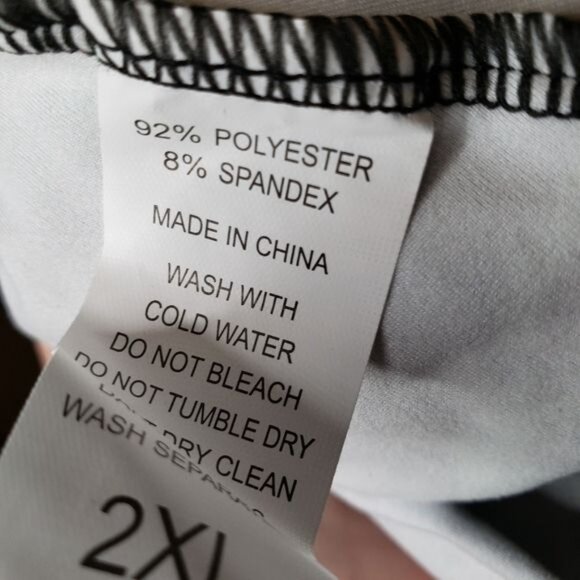 92% POLYESTER
8% SPANDEX
MADE IN CHINA
WASH WITH
COLD WATER
DO NOT BLEACH
DO NOT TUMBLE DRY
DRY CLEAN
WASH
2XL